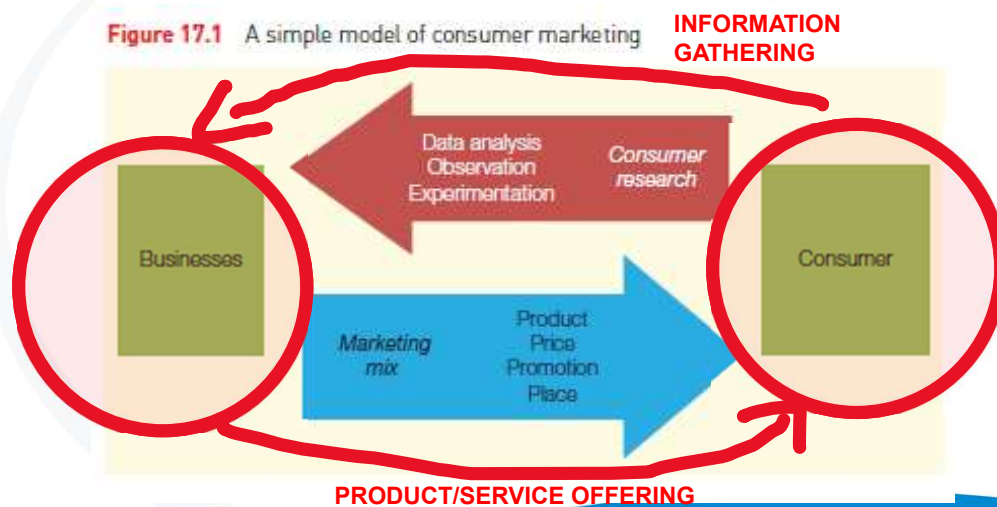 Figure 17.1 A simple model of consumer marketing
INFORMATION
GATHERING
Data analysis
Observation
Experimentation
Consumer
research
Businesses
Consumer
Marketing
mix
Product
Price
Promotion
Place
PRODUCT/SERVICE OFFERING